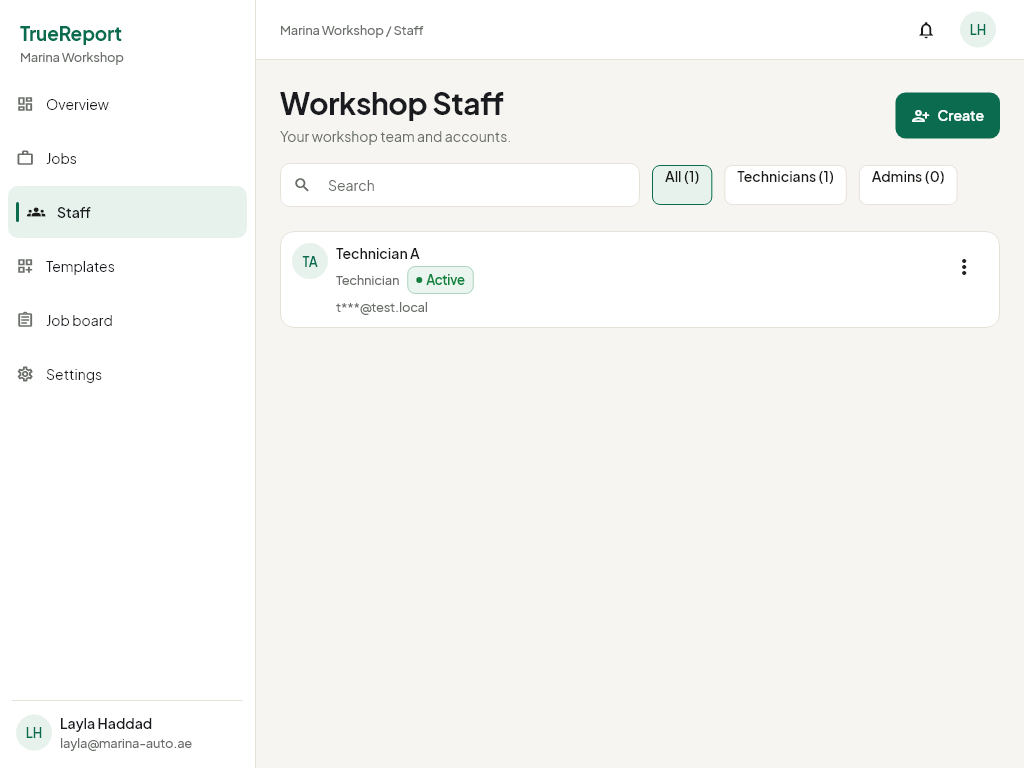 TrueReport
Marina Workshop
Overview
Jobs
Staff
Templates
Job board
Settings
LH
Layla Haddad
layla@marina-auto.ae
Marina Workshop / Staff
LH
Workshop Staff
Your workshop team and accounts.
Create
Search
All (1)
Technicians (1)
Admins (0)
TA
Technician A
Technician
Active
t***@test.local